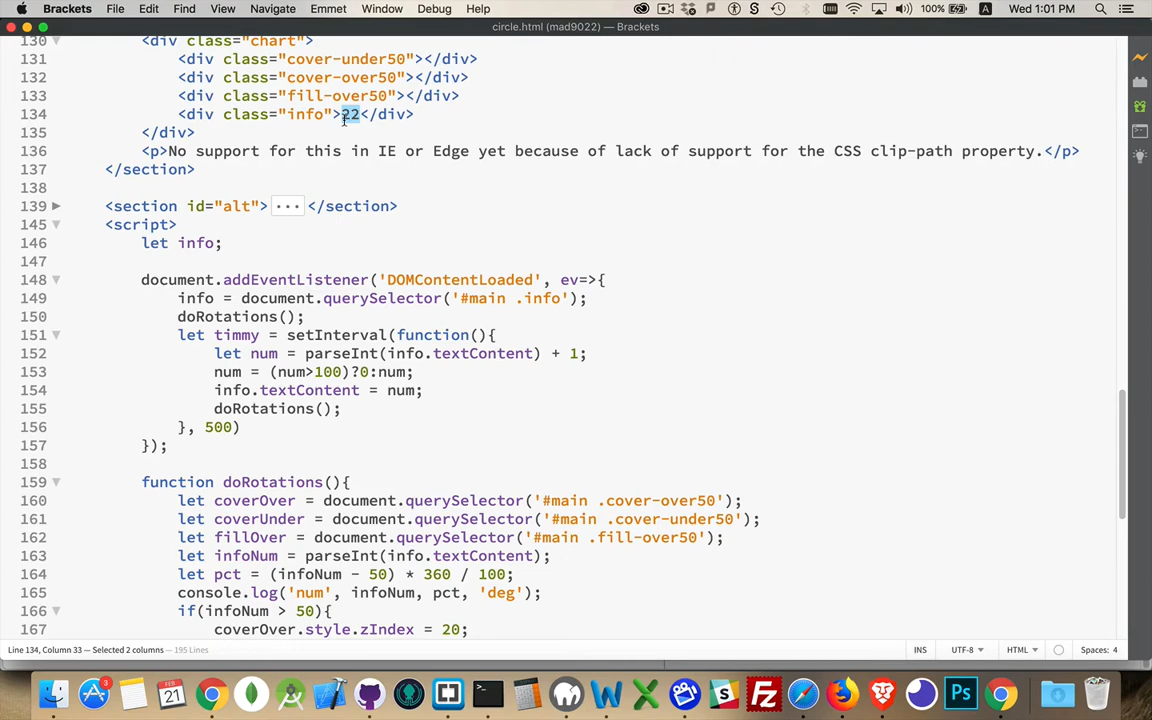 Brackets File Edit Find View Navigate Emmet Window Debug Help 100% A Wed 1:01 PM
circle.html (mad9022) — Brackets
130 <div class="chart">
131 <div class="cover-under50"></div>
132 <div class="cover-over50"></div>
133 <div class="fill-over50"></div>
134 <div class="info">22</div>
135 </div>
136 <p>No support for this in IE or Edge yet because of lack of support for the CSS clip-path property.</p>
137 </section>
138
139 <section id="alt"> ... </section>
145 <script>
146 let info;
147
148 document.addEventListener('DOMContentLoaded', ev=>{
149 info = document.querySelector('#main .info');
150 doRotations();
151 let timmy = setInterval(function(){
152 let num = parseInt(info.textContent) + 1;
153 num = (num>100)?0:num;
154 info.textContent = num;
155 doRotations();
156 }, 500)
157 });
158
159 function doRotations(){
160 let coverOver = document.querySelector('#main .cover-over50');
161 let coverUnder = document.querySelector('#main .cover-under50');
162 let fillOver = document.querySelector('#main .fill-over50');
163 let infoNum = parseInt(info.textContent);
164 let pct = (infoNum - 50) * 360 / 100;
165 console.log('num', infoNum, pct, 'deg');
166 if(infoNum > 50){
167 coverOver.style.zIndex = 20;
Line 134, Column 33 — Selected 2 columns — 195 Lines INS UTF-8 HTML Spaces: 4
3
FEB
21
Ps